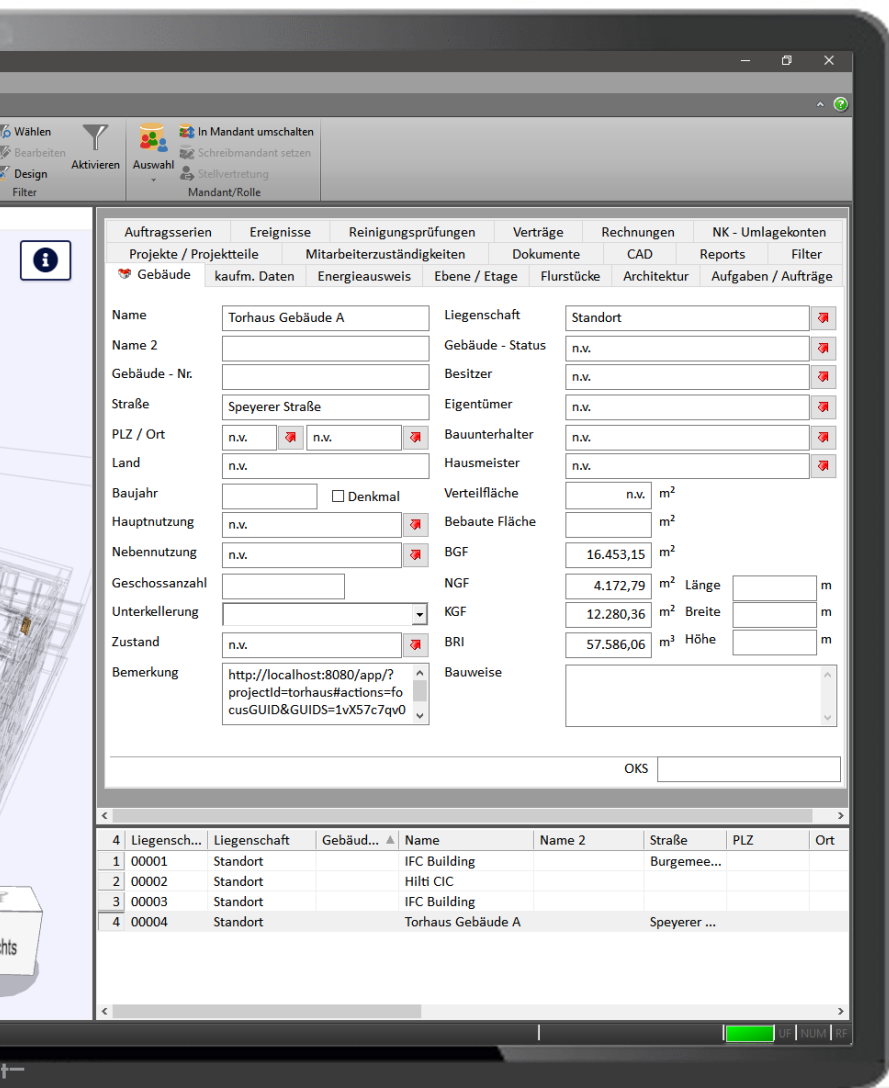 Wählen
Bearbeiten
Design
Filter
Aktivieren
Auswahl
In Mandant umschalten
Schreibmandant setzen
Stellvertretung
Mandant/Rolle
Auftragsserien Ereignisse Reinigungsprüfungen Verträge Rechnungen NK - Umlagekonten
Projekte / Projektteile Mitarbeiterzuständigkeiten Dokumente CAD Reports Filter
Gebäude kaufm. Daten Energieausweis Ebene / Etage Flurstücke Architektur Aufgaben / Aufträge
Name Torhaus Gebäude A Liegenschaft Standort
Name 2 Gebäude - Status n.v.
Gebäude - Nr. Besitzer n.v.
Straße Speyerer Straße Eigentümer n.v.
PLZ / Ort n.v. n.v. Bauunterhalter n.v.
Land n.v. Hausmeister n.v.
Baujahr Denkmal Verteilfläche n.v. m²
Hauptnutzung n.v. Bebaute Fläche m²
Nebennutzung n.v. BGF 16.453,15 m²
Geschossanzahl NGF 4.172,79 m² Länge m
Unterkellerung KGF 12.280,36 m² Breite m
Zustand n.v. BRI 57.586,06 m³ Höhe m
Bemerkung http://localhost:8080/app/? Bauweise
projectId=torhaus#actions=fo
cusGUID&GUIDS=1vX57c7qv0
OKS
4 Liegensch... Liegenschaft Gebäud... Name Name 2 Straße PLZ Ort
1 00001 Standort IFC Building Burgemee...
2 00002 Standort Hilti CIC
3 00003 Standort IFC Building
4 00004 Standort Torhaus Gebäude A Speyerer ...
chts
UF NUM RF